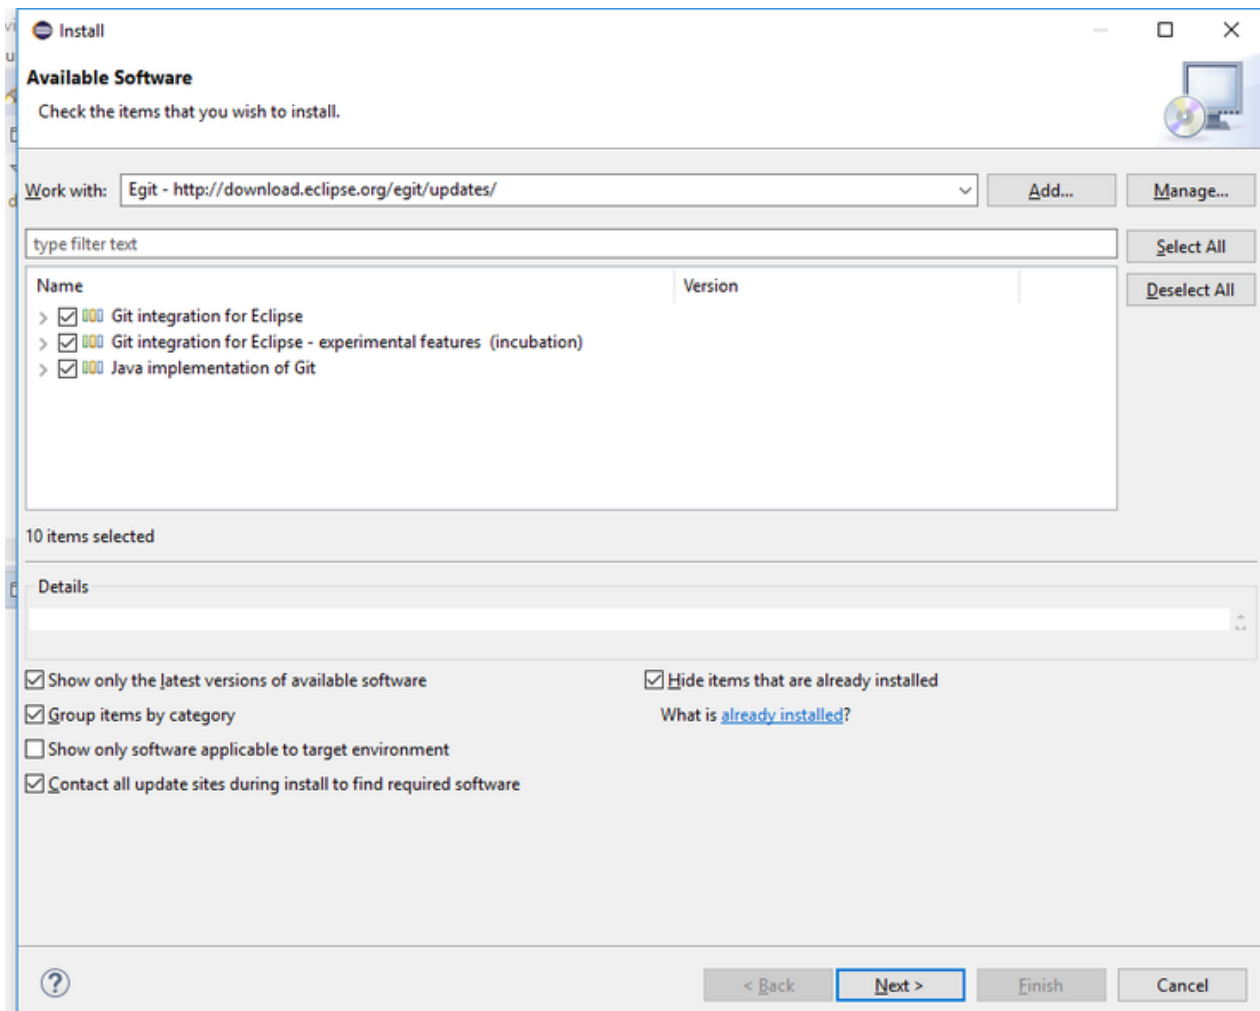 Install
Available Software
Check the items that you wish to install.
Work with: Egit - http://download.eclipse.org/egit/updates/ Add... Manage...
type filter text Select All
Name Version Deselect All
Git integration for Eclipse
Git integration for Eclipse - experimental features (incubation)
Java implementation of Git
10 items selected
Details
Show only the latest versions of available software Hide items that are already installed
Group items by category What is already installed?
Show only software applicable to target environment
Contact all update sites during install to find required software
? < Back Next > Finish Cancel